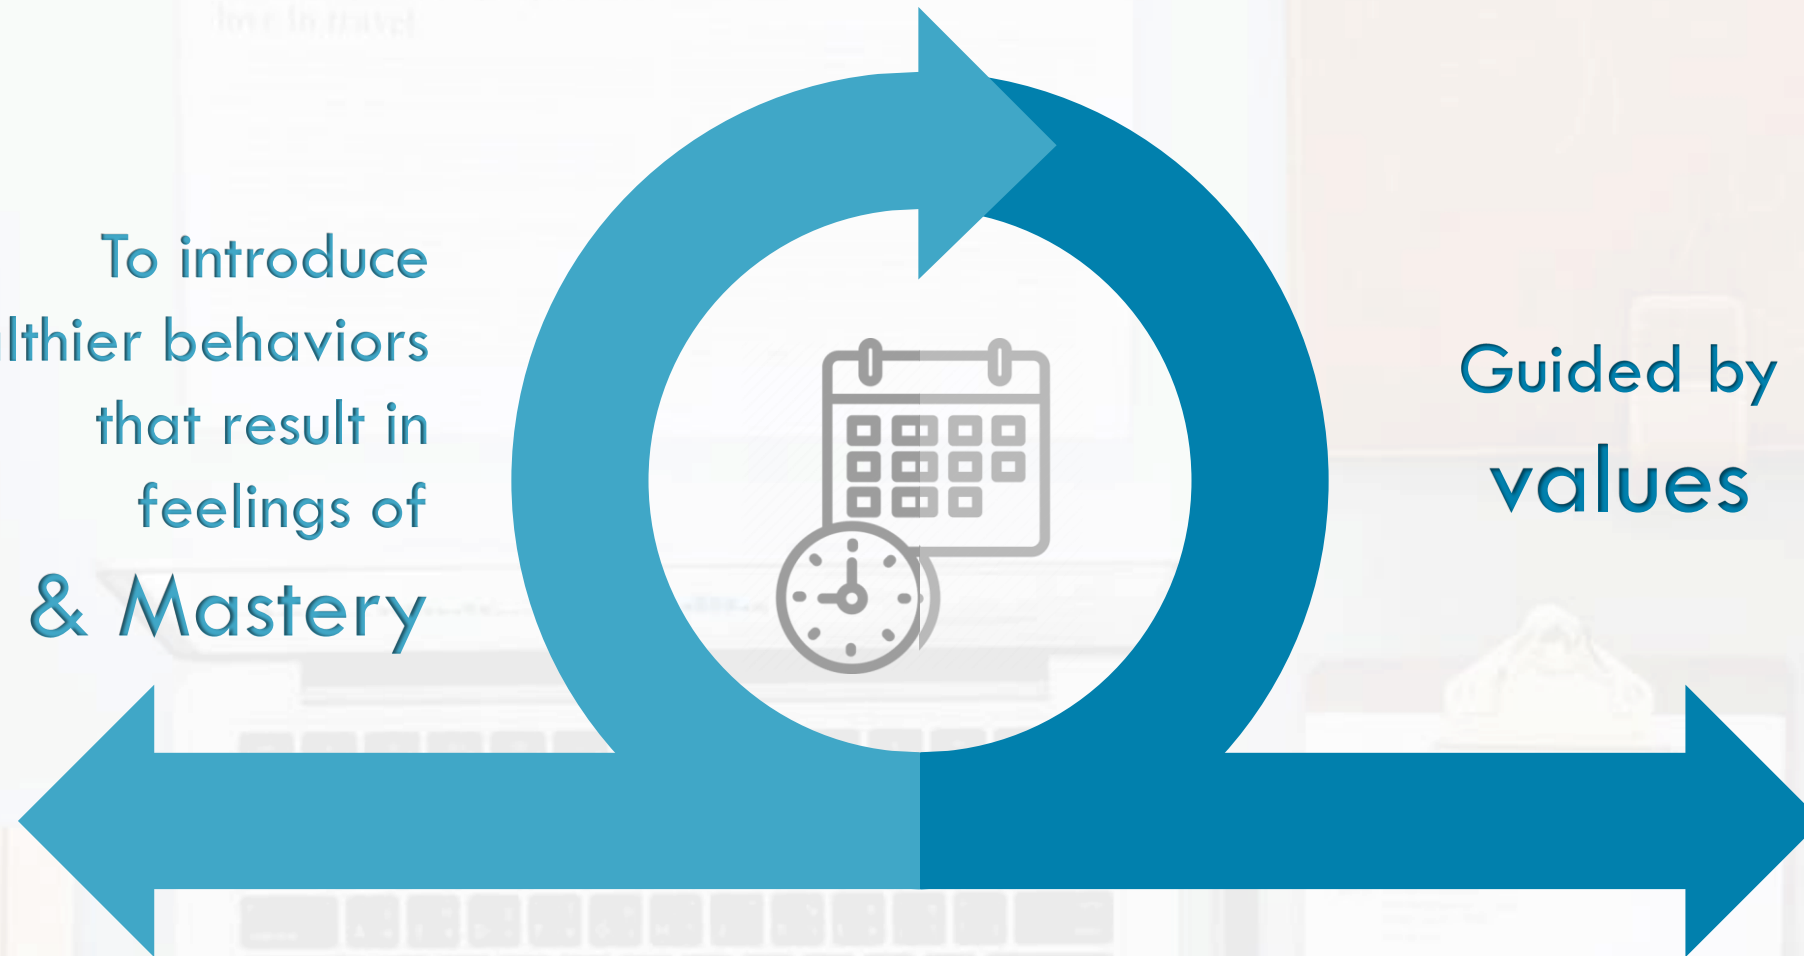 To introduce
lthier behaviors
that result in
feelings of
& Mastery
Guided by
values